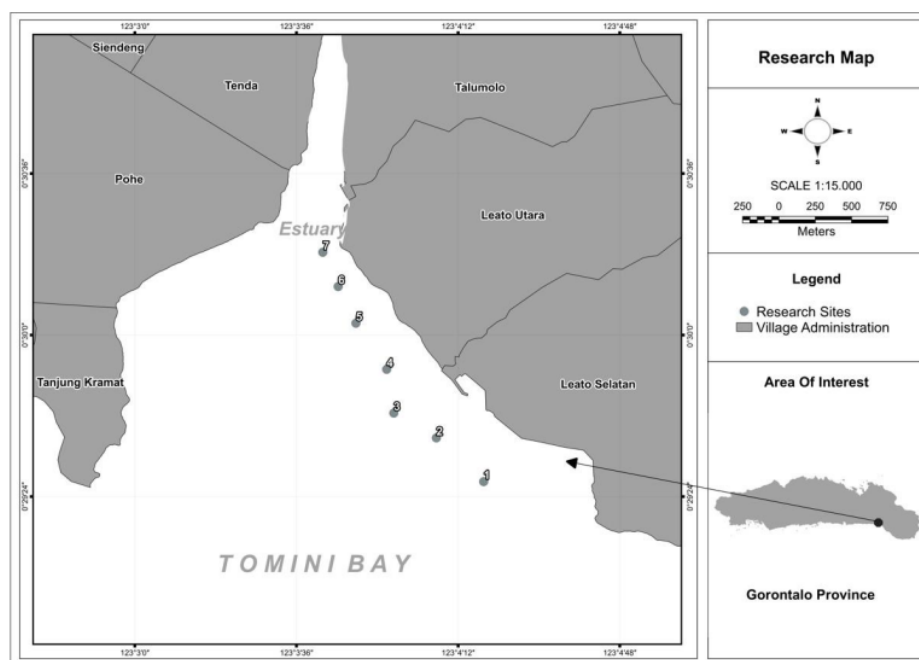 123°3'0"
123°3'36"
123°4'12"
123°4'48"
Siendeng
Tenda
Talumolo
0°30'36"
0°30'36"
Pohe
Leato Utara
Estuary
7
6
5
0°30'0"
0°30'0"
4
Tanjung Kramat
Leato Selatan
3
2
1
0°29'24"
0°29'24"
TOMINI BAY
123°3'0"
123°3'36"
123°4'12"
123°4'48"
Research Map
N
W
E
S
SCALE 1:15.000
250 0 250 500 750
Meters
Legend
Research Sites
Village Administration
Area Of Interest
Gorontalo Province